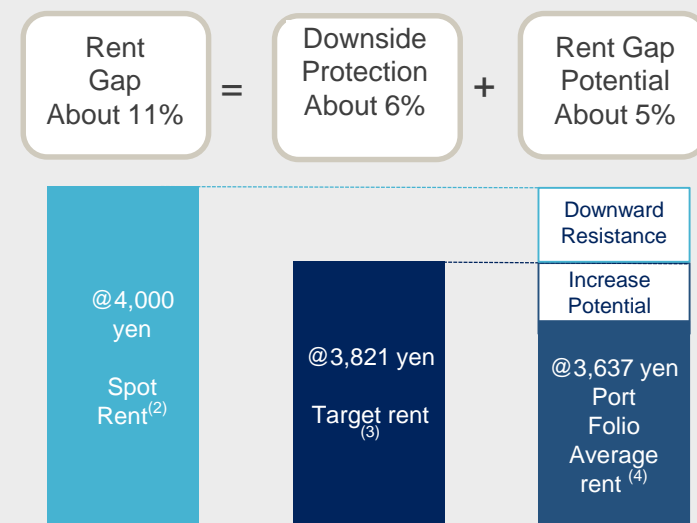 Rent
Gap
About 11%
=
Downside
Protection
About 6%
+
Rent Gap
Potential
About 5%
@4,000
yen
Spot
Rent(2)
@3,821 yen
Target rent
(3)
Downward
Resistance
Increase
Potential
@3,637 yen
Port
Folio
Average
rent (4)